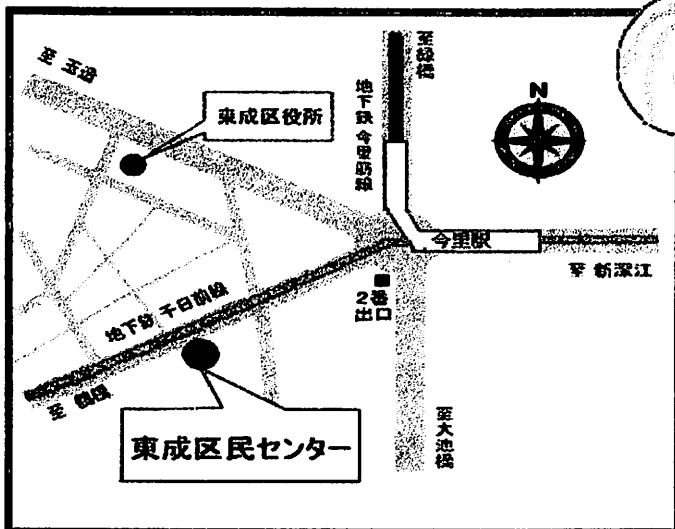 至 玉造
東成区役所
地下鉄 今里筋線
至緑橋
N
今里駅
至 新深江
2番出口
地下鉄 千日前線
至 鶴橋
東成区民センター
至大池橋